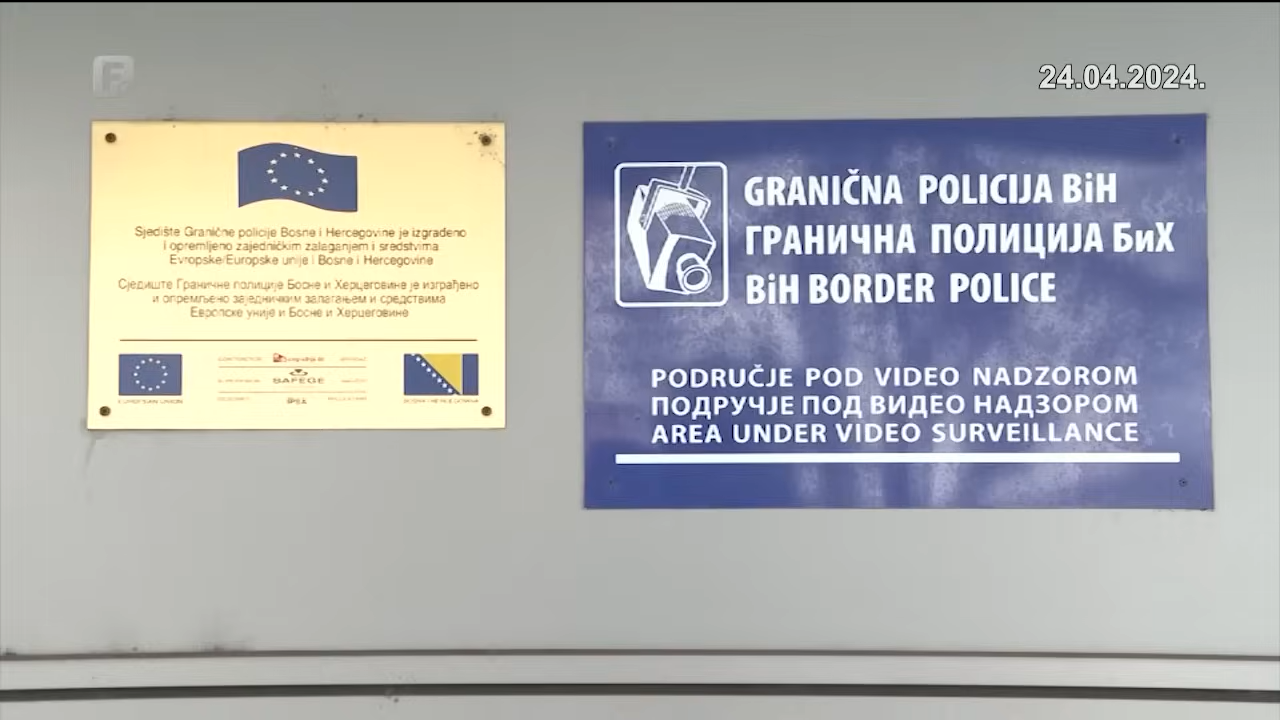 24.04.2024.
Sjedište Granične policije Bosne i Hercegovine je izgrađeno
i opremljeno zajedničkim zalaganjem i sredstvima
Evropske/Europske unije i Bosne i Hercegovine
Сједиште Граничне полиције Босне и Херцеговине је изграђено
и опремљено заједничким залагањем и средствима
Европске уније и Босне и Херцеговине
SAFEGE
EUROPEAN UNION
GRANIČNA POLICIJA BiH
ГРАНИЧНА ПОЛИЦИЈА БиХ
BiH BORDER POLICE
PODRUČJE POD VIDEO NADZOROM
ПОДРУЧЈЕ ПОД ВИДЕО НАДЗОРОМ
AREA UNDER VIDEO SURVEILLANCE